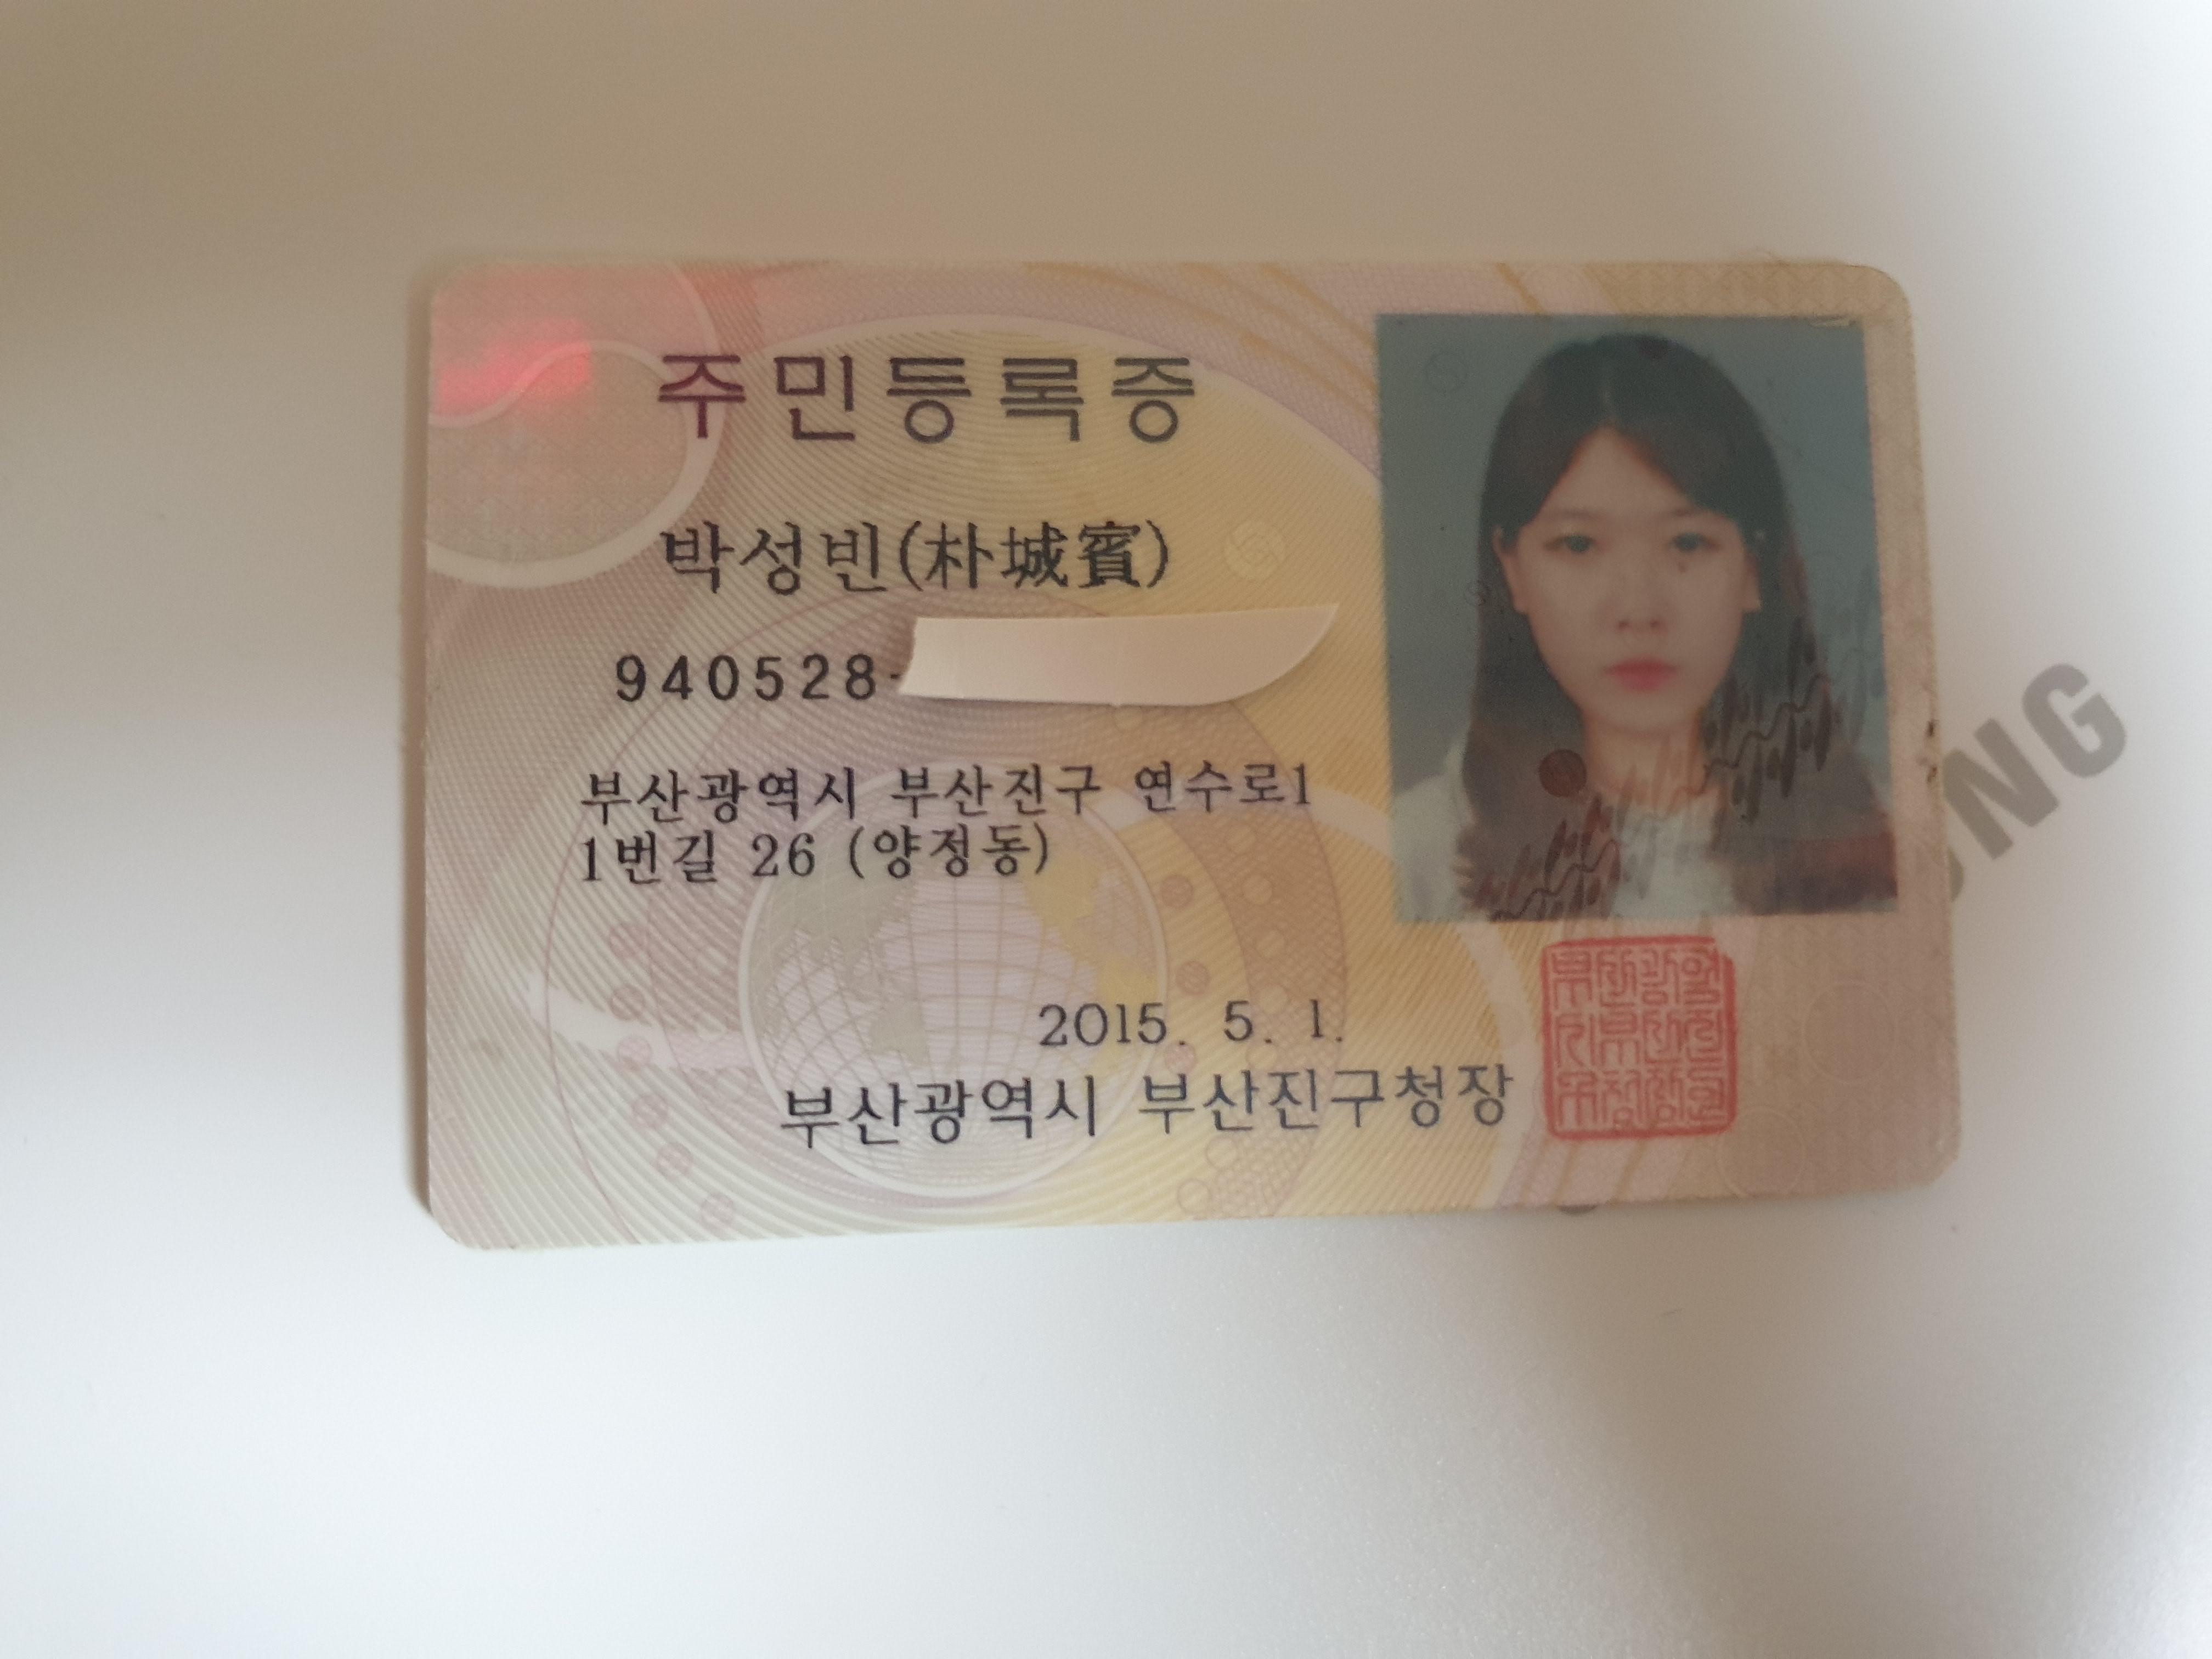 주민등록증
박성빈(朴城賓)
940528-
부산광역시 부산진구 연수로1
1번길 26 (양정동)
2015. 5. 1.
부산광역시 부산진구청장
NG